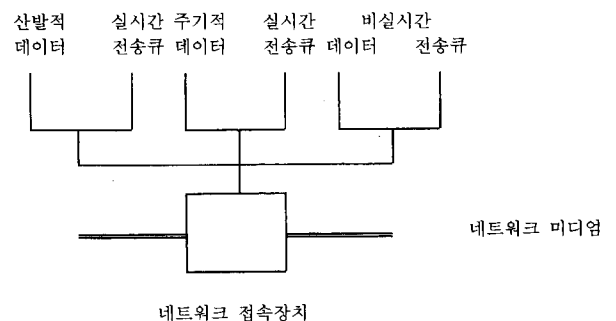 산발적 실시간 주기적 실시간 비실시간
데이터 전송큐 데이터 전송큐 데이터 전송큐
네트워크 미디엄
네트워크 접속장치